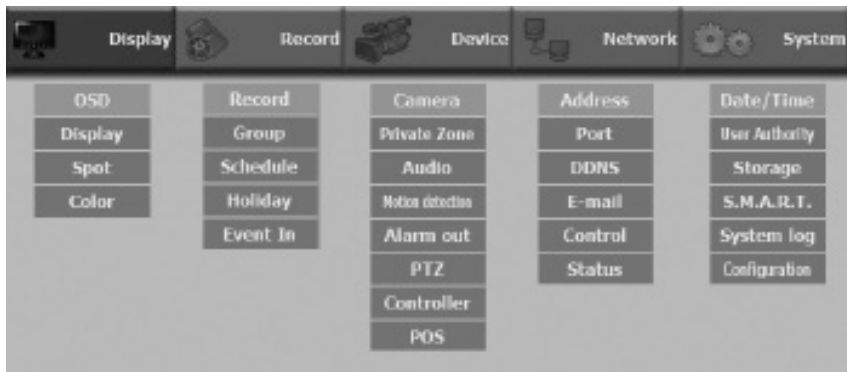 Display Record Device Network System
OSD Record Camera Address Date/Time
Display Group Private Zone Port User Authority
Spot Schedule Audio DDNS Storage
Color Holiday Motion detection E-mail S.M.A.R.T.
Event In Alarm out Control System log
PTZ Status Configuration
Controller
POS